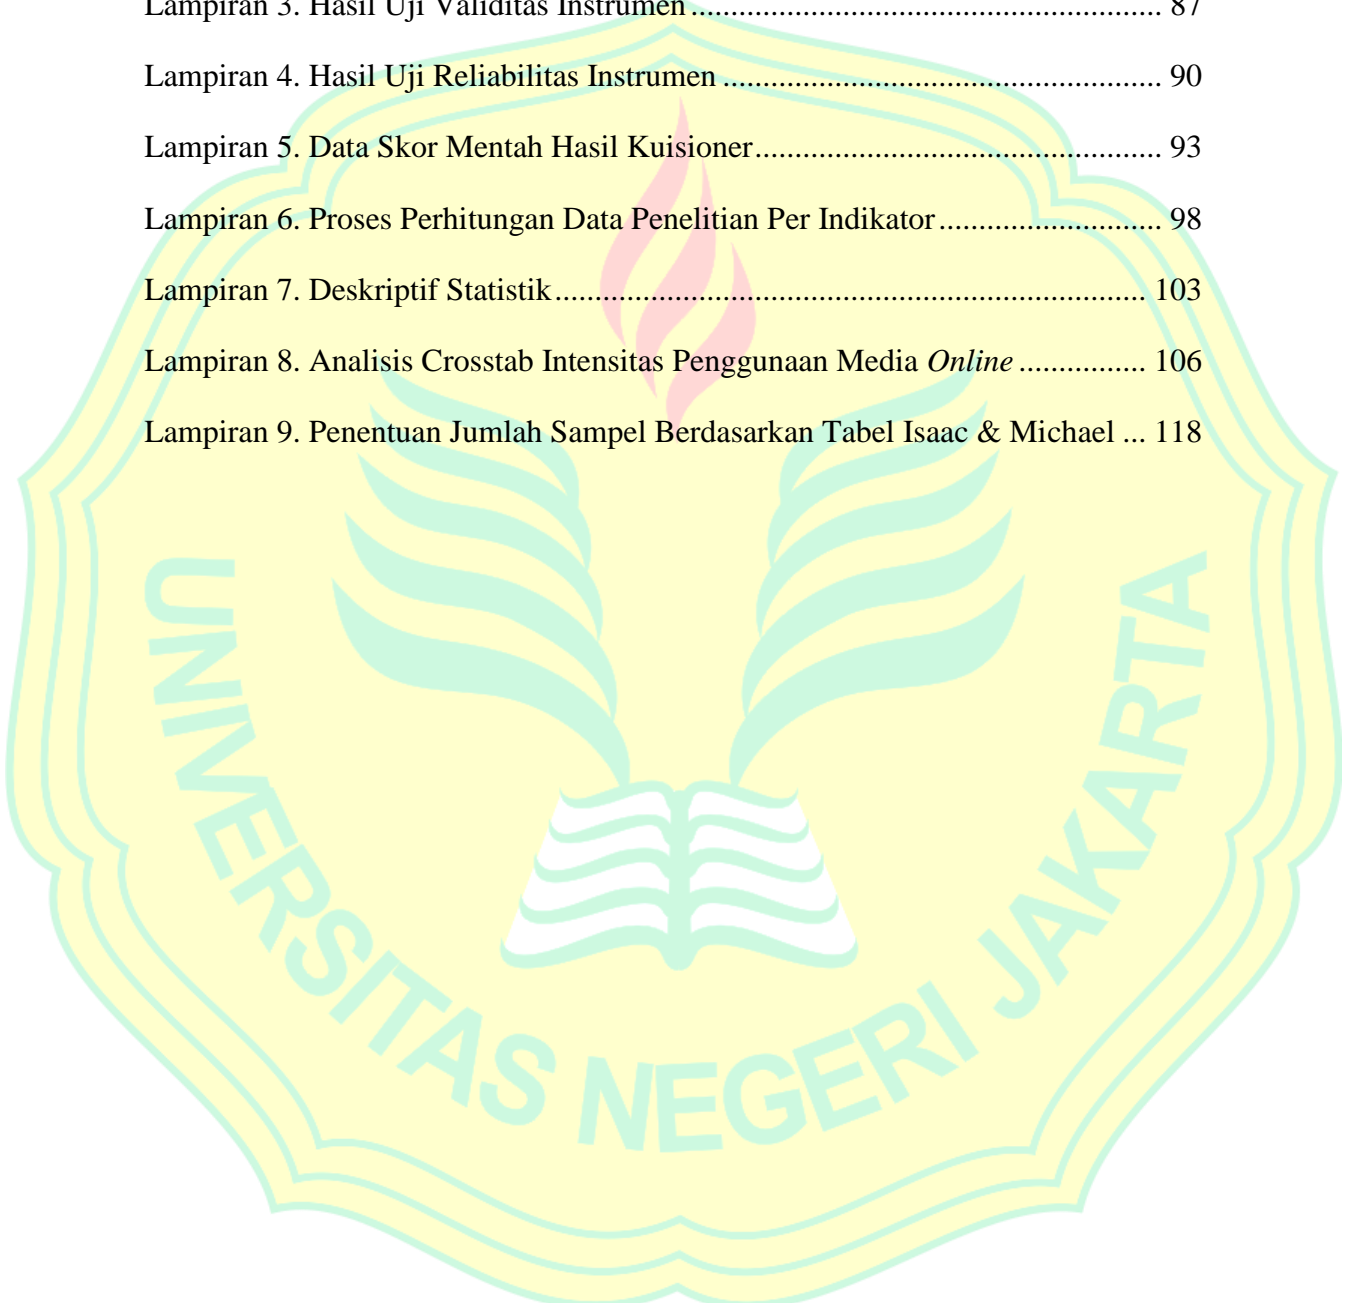 Lampiran 3. Hasil Uji Validitas Instrumen........................................................... 87
Lampiran 4. Hasil Uji Reliabilitas Instrumen ....................................................... 90
Lampiran 5. Data Skor Mentah Hasil Kuisioner................................................... 93
Lampiran 6. Proses Perhitungan Data Penelitian Per Indikator............................ 98
Lampiran 7. Deskriptif Statistik.......................................................................... 103
Lampiran 8. Analisis Crosstab Intensitas Penggunaan Media Online ................ 106
Lampiran 9. Penentuan Jumlah Sampel Berdasarkan Tabel Isaac & Michael ... 118
UNIVERSITAS NEGERI JAKARTA